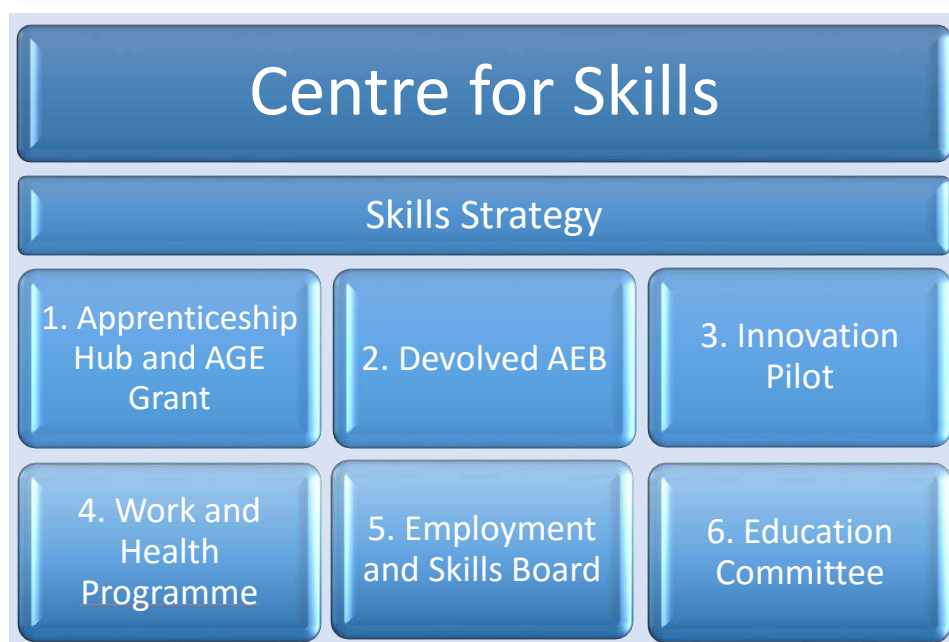 Centre for Skills
Skills Strategy
1. Apprenticeship
Hub and AGE
Grant
2. Devolved AEB
3. Innovation
Pilot
4. Work and
Health
Programme
5. Employment
and Skills Board
6. Education
Committee